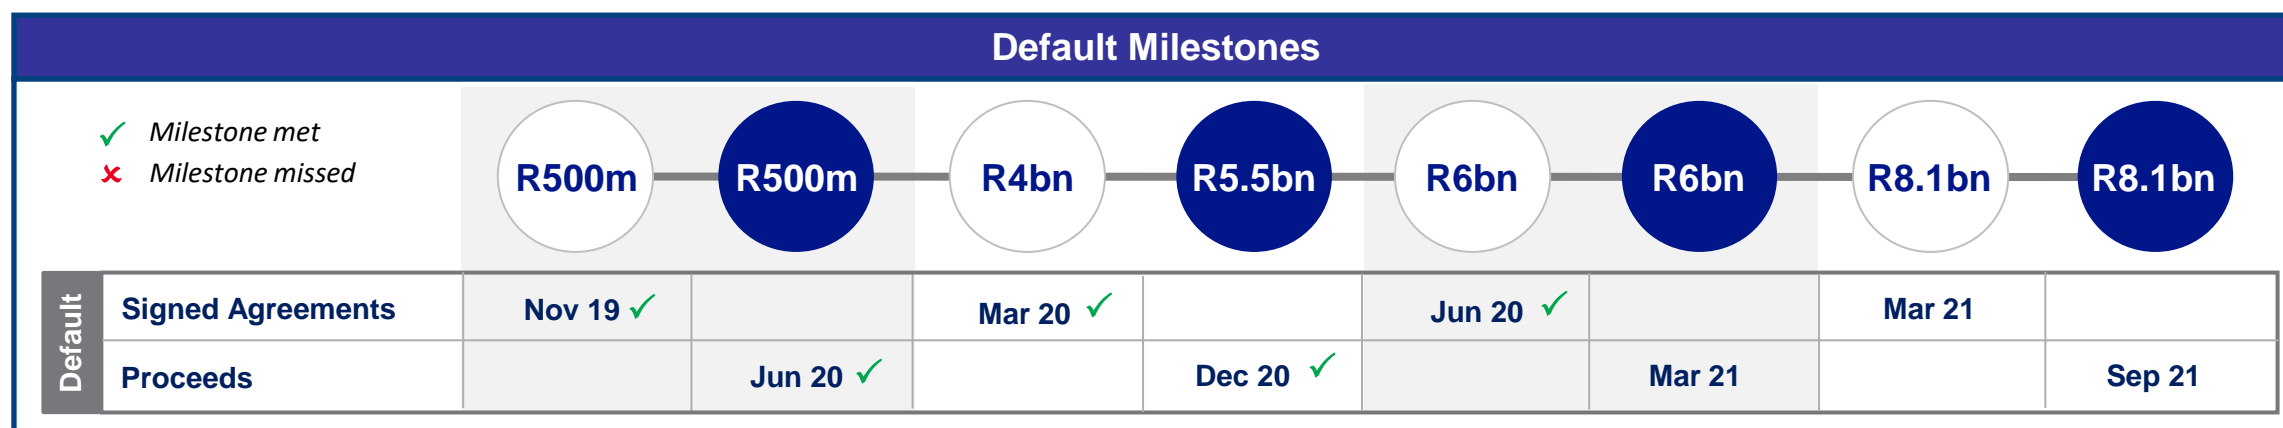 Default Milestones
✓ Milestone met
✗ Milestone missed
R500m R500m R4bn R5.5bn R6bn R6bn R8.1bn R8.1bn
Default
Signed Agreements Nov 19 ✓ Mar 20 ✓ Jun 20 ✓ Mar 21
Proceeds Jun 20 ✓ Dec 20 ✓ Mar 21 Sep 21